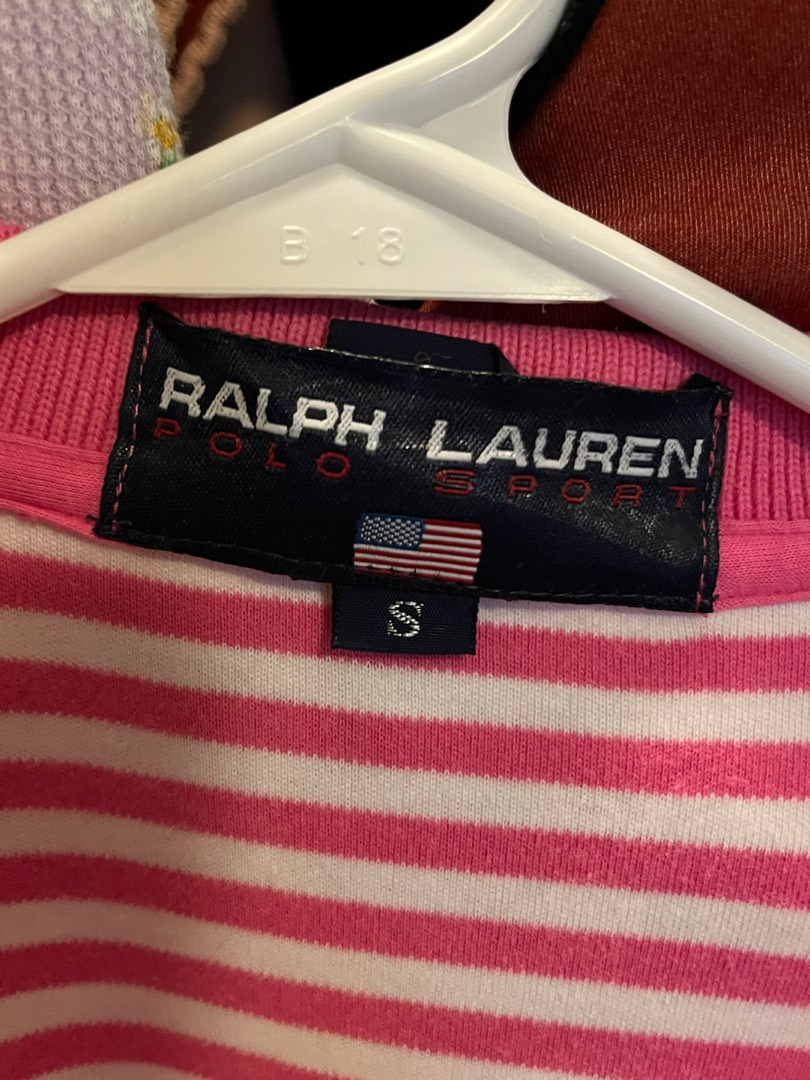 B 18
RALPH LAUREN
POLO SPORT
S